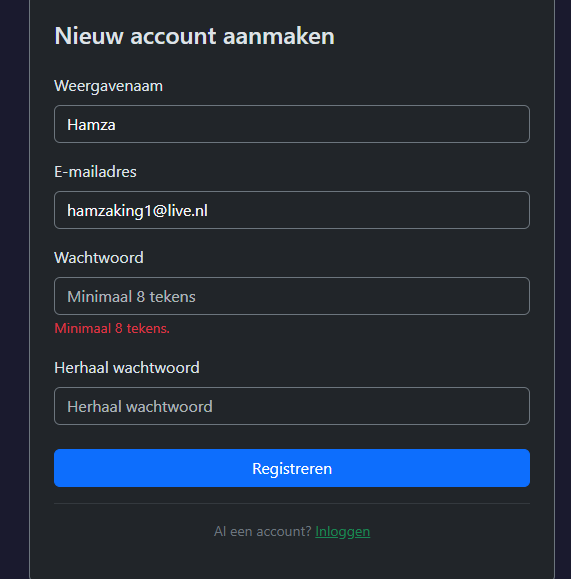 Nieuw account aanmaken
Weergavenaam
Hamza
E-mailadres
hamzaking1@live.nl
Wachtwoord
Minimaal 8 tekens
Minimaal 8 tekens.
Herhaal wachtwoord
Herhaal wachtwoord
Registreren
Al een account? Inloggen